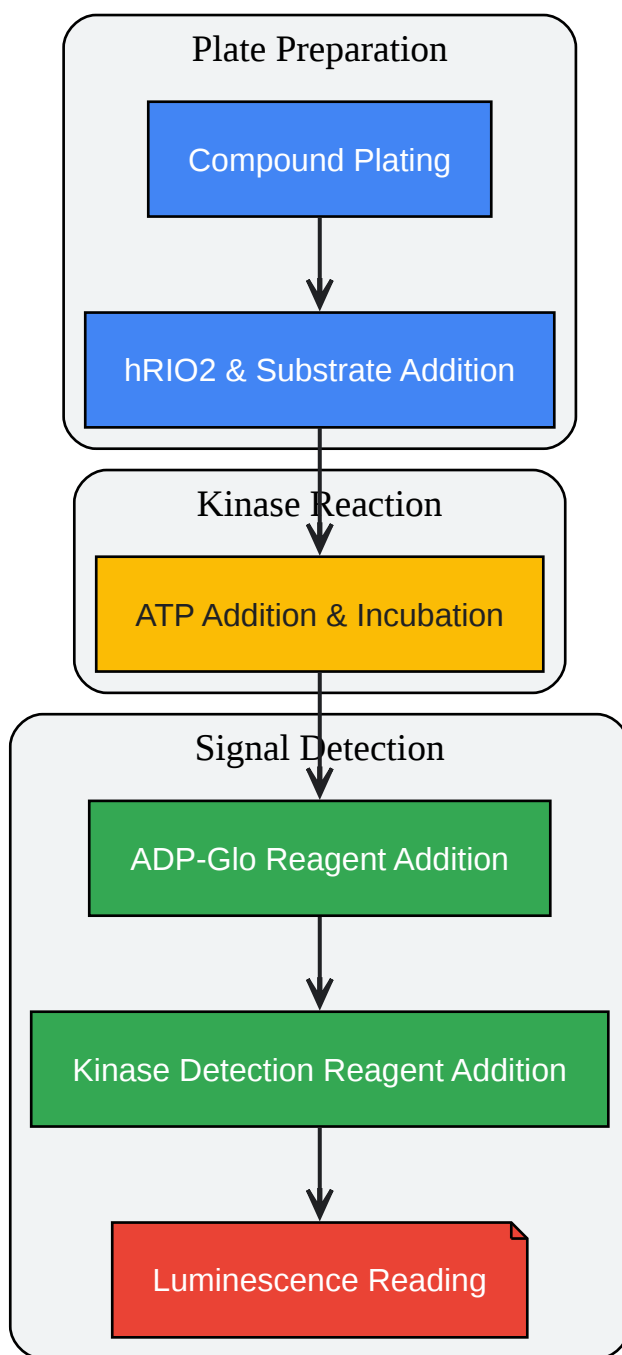 Plate Preparation
Compound Plating
hRIO2 & Substrate Addition
Kinase Reaction
ATP Addition & Incubation
Signal Detection
ADP-Glo Reagent Addition
Kinase Detection Reagent Addition
Luminescence Reading